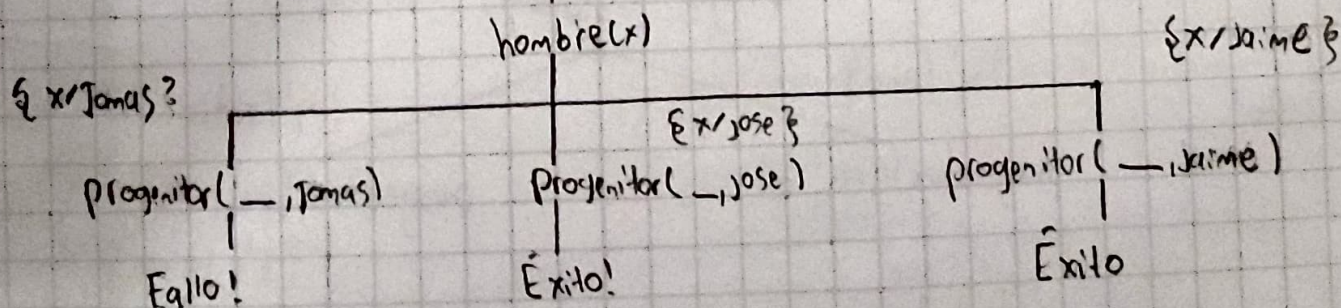 hombre(x)
{x/Jaime}
{x/Tomas}
{x/jose}
progenitor(_,Tomas)
Progenitor(_,jose)
progenitor(_,Jaime)
Fallo!
Éxito!
Éxito